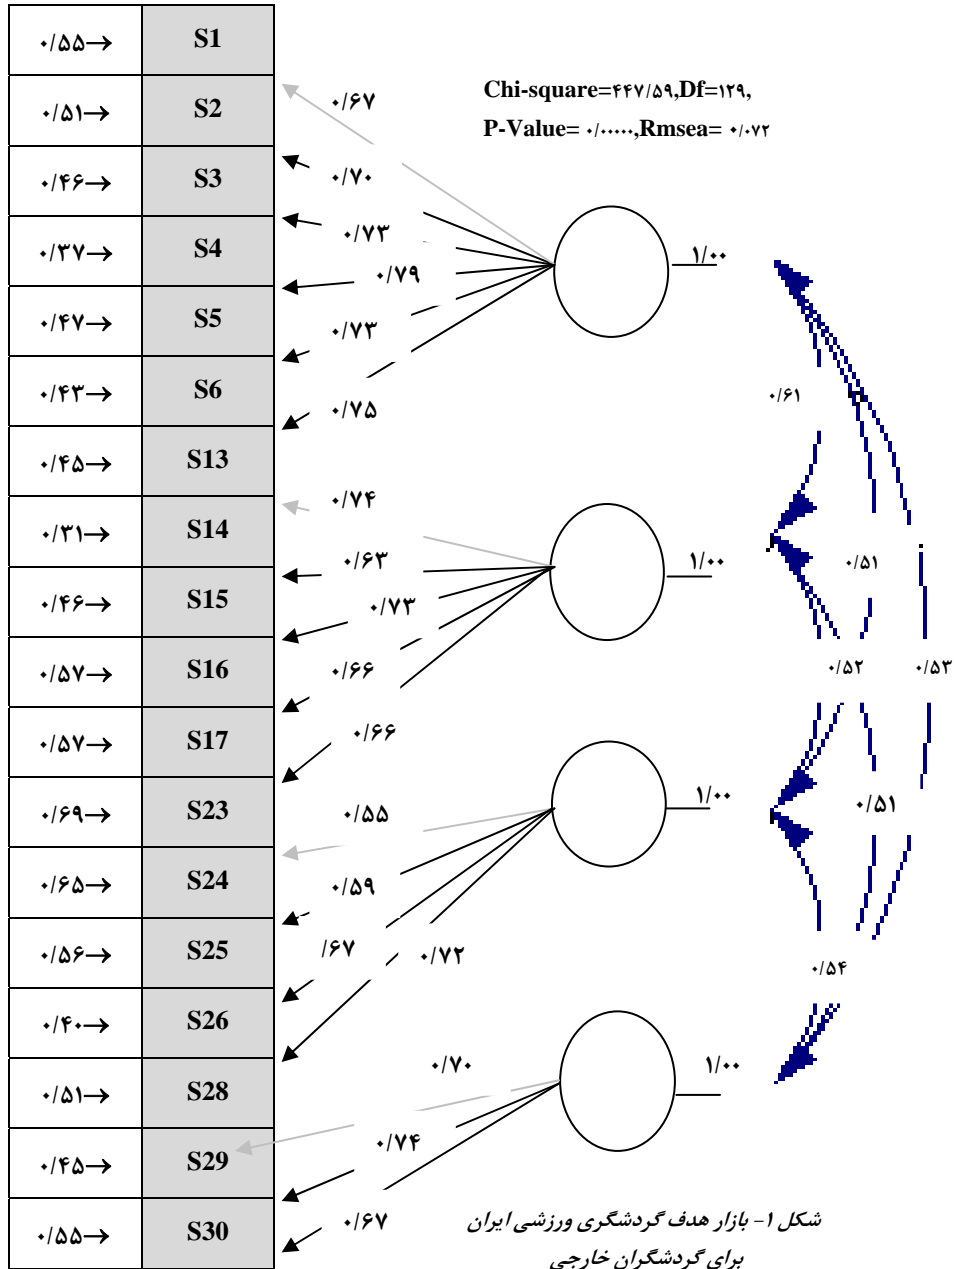 ۰/۵۵→ S1
Chi-square=۴۴۷/۵۹,Df=۱۲۹,
P-Value= ۰/۰۰۰۰۰,Rmsea= ۰/۰۷۲
۰/۶۷
۰/۵۱→ S2
۰/۴۶→ S3
۰/۷۰
۰/۳۷→ S4
۰/۷۳
۱/۰۰
۰/۷۹
۰/۴۷→ S5
۰/۷۳
۰/۴۳→ S6
۰/۷۵
۰/۶۱
۰/۴۵→ S13
۰/۷۴
۰/۳۱→ S14
۰/۶۳
۱/۰۰
۰/۵۱
۰/۴۶→ S15
۰/۷۳
۰/۵۷→ S16
۰/۶۶
۰/۵۲
۰/۵۳
۰/۵۷→ S17
۰/۶۶
۰/۶۹→ S23
۰/۵۵
۱/۰۰
۰/۵۱
۰/۶۵→ S24
۰/۵۹
۰/۵۶→ S25
/۶۷
۰/۷۲
۰/۵۴
۰/۴۰→ S26
۰/۵۱→ S28
۰/۷۰
۱/۰۰
۰/۴۵→ S29
۰/۷۴
۰/۵۵→ S30
۰/۶۷
شکل ۱- بازار هدف گردشگری ورزشی ایران
برای گردشگران خارجی